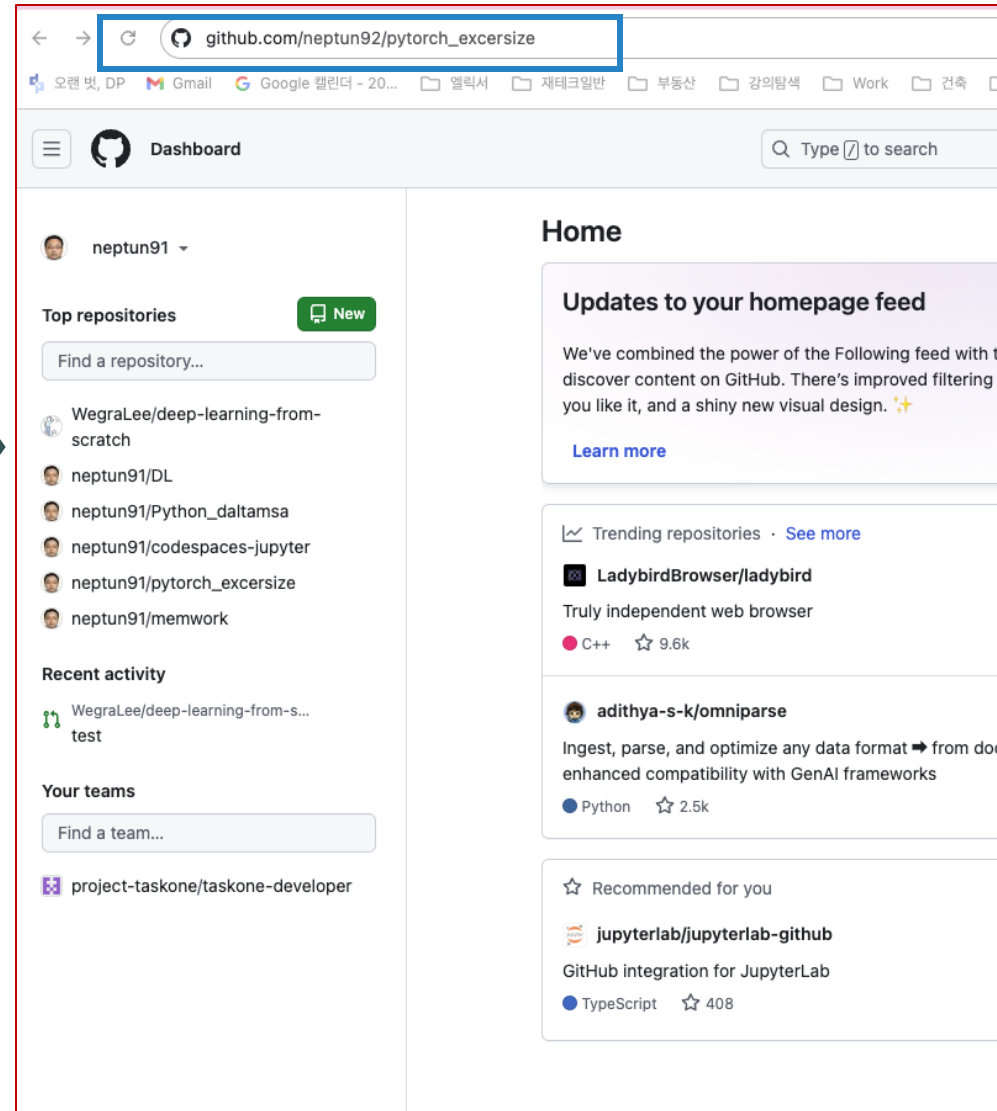 github.com/neptun92/pytorch_excersize
오랜 벗, DP Gmail Google 캘린더 - 20... 엘릭서 재테크일반 부동산 강의탐색 Work 건축
Dashboard
Type / to search
neptun91
Top repositories
New
Find a repository...
WegraLee/deep-learning-from-
scratch
neptun91/DL
neptun91/Python_daltamsa
neptun91/codespaces-jupyter
neptun91/pytorch_excersize
neptun91/memwork
Recent activity
WegraLee/deep-learning-from-s...
test
Your teams
Find a team...
project-taskone/taskone-developer
Home
Updates to your homepage feed
We've combined the power of the Following feed with t
discover content on GitHub. There's improved filtering
you like it, and a shiny new visual design. ✨
Learn more
Trending repositories · See more
LadybirdBrowser/ladybird
Truly independent web browser
C++ 9.6k
adithya-s-k/omniparse
Ingest, parse, and optimize any data format ➡ from doc
enhanced compatibility with GenAI frameworks
Python 2.5k
Recommended for you
jupyterlab/jupyterlab-github
GitHub integration for JupyterLab
TypeScript 408